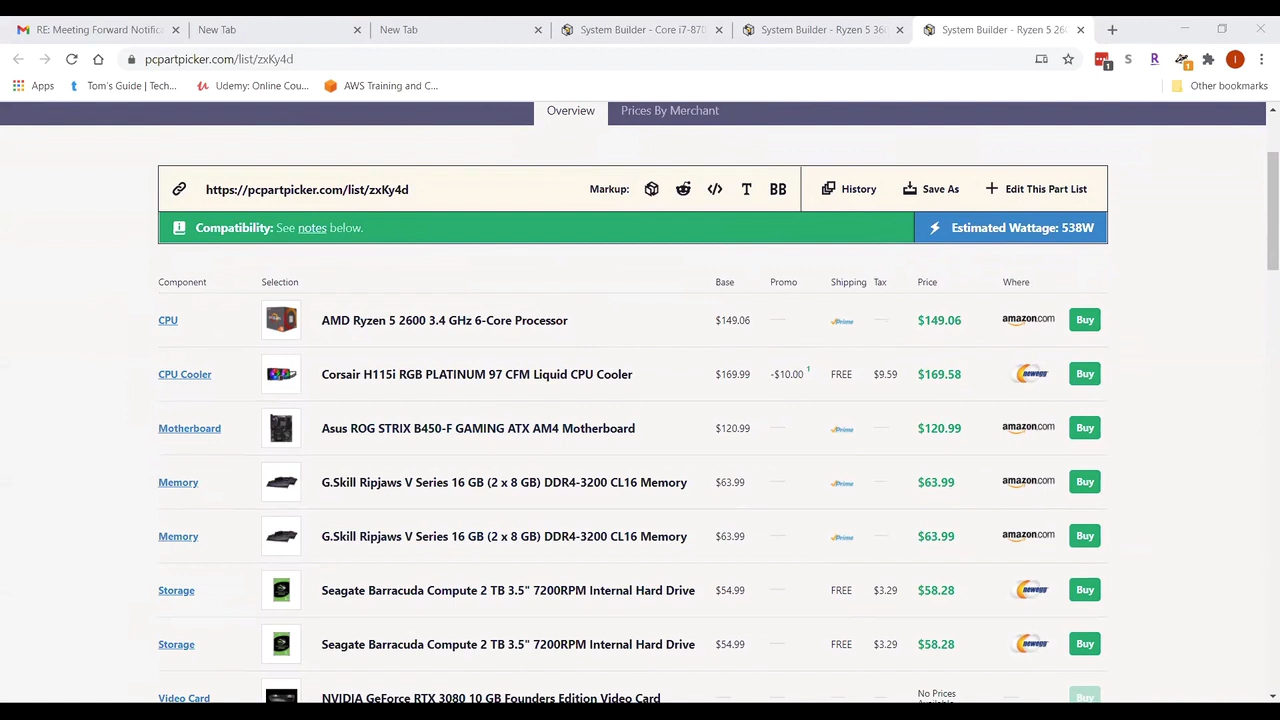 RE: Meeting Forward Notifica
New Tab
New Tab
System Builder - Core i7-870
System Builder - Ryzen 5 360
System Builder - Ryzen 5 260
pcpartpicker.com/list/zxKy4d
Apps
Tom's Guide | Tech...
Udemy: Online Cou...
AWS Training and C...
Other bookmarks
Overview
Prices By Merchant
https://pcpartpicker.com/list/zxKy4d
Markup:
BB
History
Save As
Edit This Part List
Compatibility: See notes below.
Estimated Wattage: 538W
Component Selection Base Promo Shipping Tax Price Where
CPU AMD Ryzen 5 2600 3.4 GHz 6-Core Processor $149.06 Prime $149.06 amazon.com Buy
CPU Cooler Corsair H115i RGB PLATINUM 97 CFM Liquid CPU Cooler $169.99 -$10.00 1 FREE $9.59 $169.58 newegg Buy
Motherboard Asus ROG STRIX B450-F GAMING ATX AM4 Motherboard $120.99 Prime $120.99 amazon.com Buy
Memory G.Skill Ripjaws V Series 16 GB (2 x 8 GB) DDR4-3200 CL16 Memory $63.99 Prime $63.99 amazon.com Buy
Memory G.Skill Ripjaws V Series 16 GB (2 x 8 GB) DDR4-3200 CL16 Memory $63.99 Prime $63.99 amazon.com Buy
Storage Seagate Barracuda Compute 2 TB 3.5" 7200RPM Internal Hard Drive $54.99 FREE $3.29 $58.28 newegg Buy
Storage Seagate Barracuda Compute 2 TB 3.5" 7200RPM Internal Hard Drive $54.99 FREE $3.29 $58.28 newegg Buy
Video Card NVIDIA GeForce RTX 3080 10 GB Founders Edition Video Card No Prices Buy